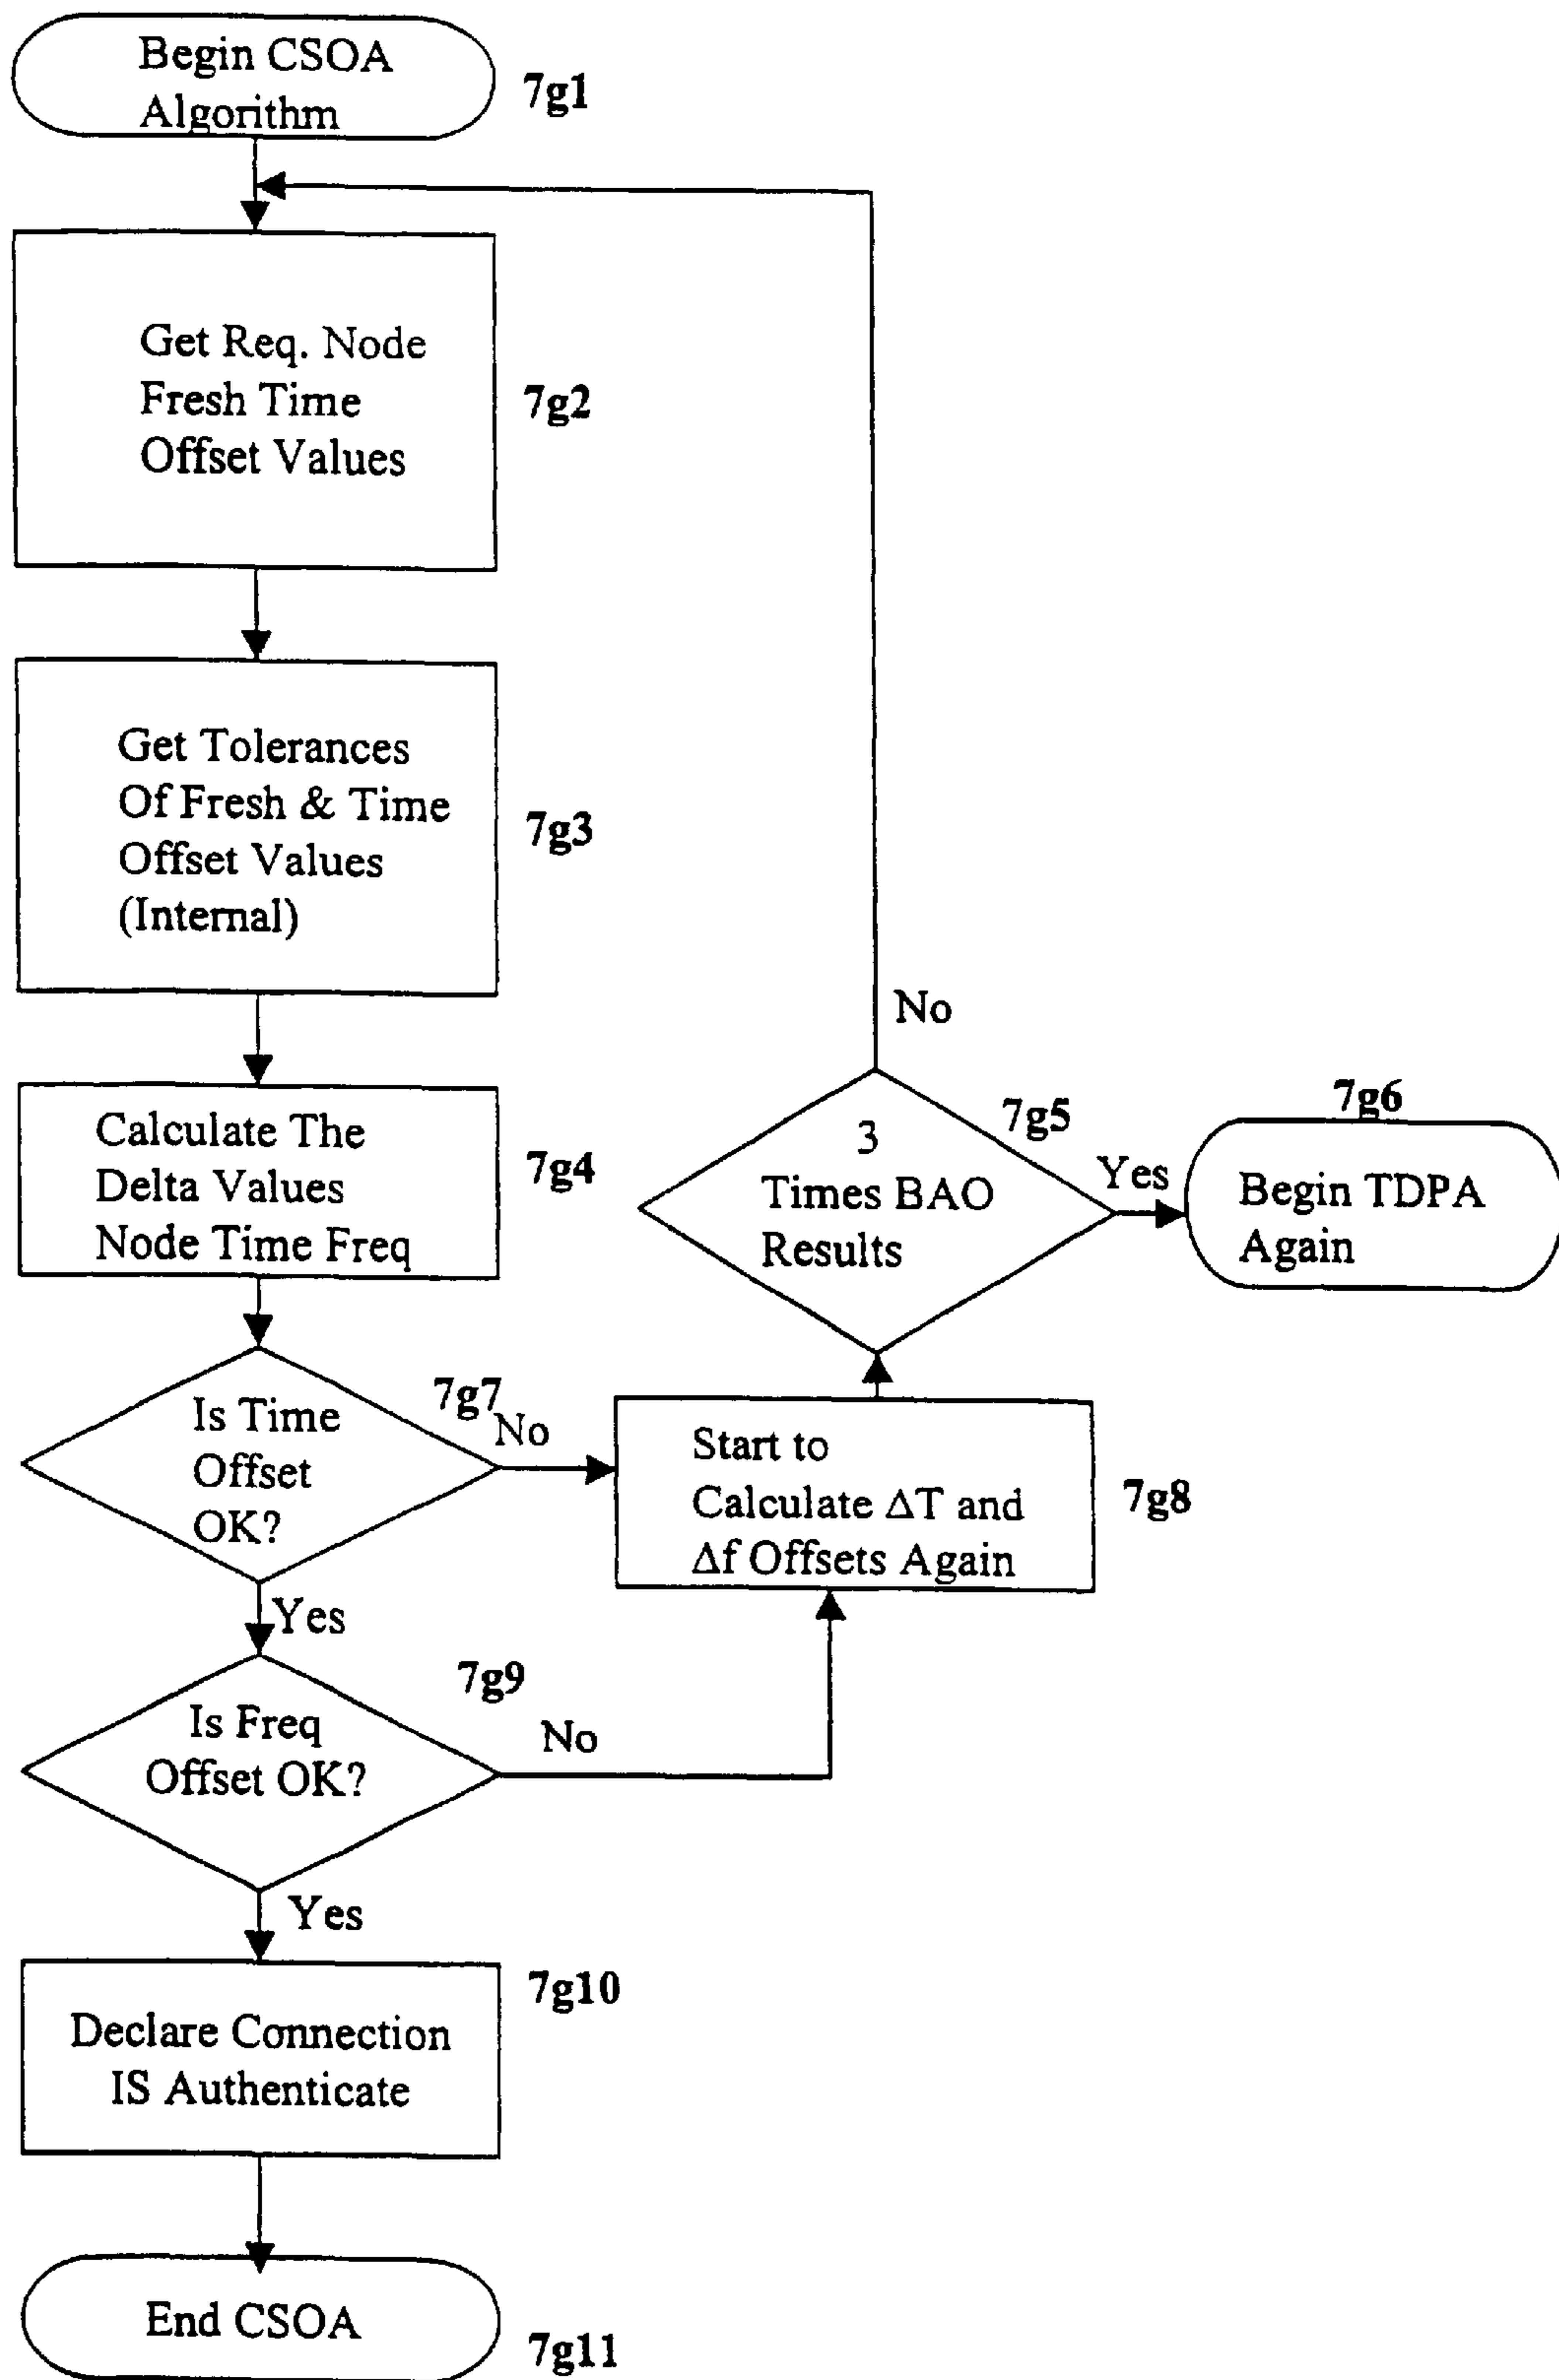 Begin CSOA
Algorithm
7g1
Get Req. Node
Fresh Time
Offset Values
7g2
Get Tolerances
Of Fresh & Time
Offset Values
(Internal)
7g3
Calculate The
Delta Values
Node Time Freq
7g4
No
3
Times BAO
Results
7g5
Yes
7g6
Begin TDPA
Again
Is Time
Offset
OK?
7g7
No
Start to
Calculate ΔT and
Δf Offsets Again
7g8
Yes
Is Freq
Offset OK?
7g9
No
Yes
Declare Connection
IS Authenticate
7g10
End CSOA
7g11